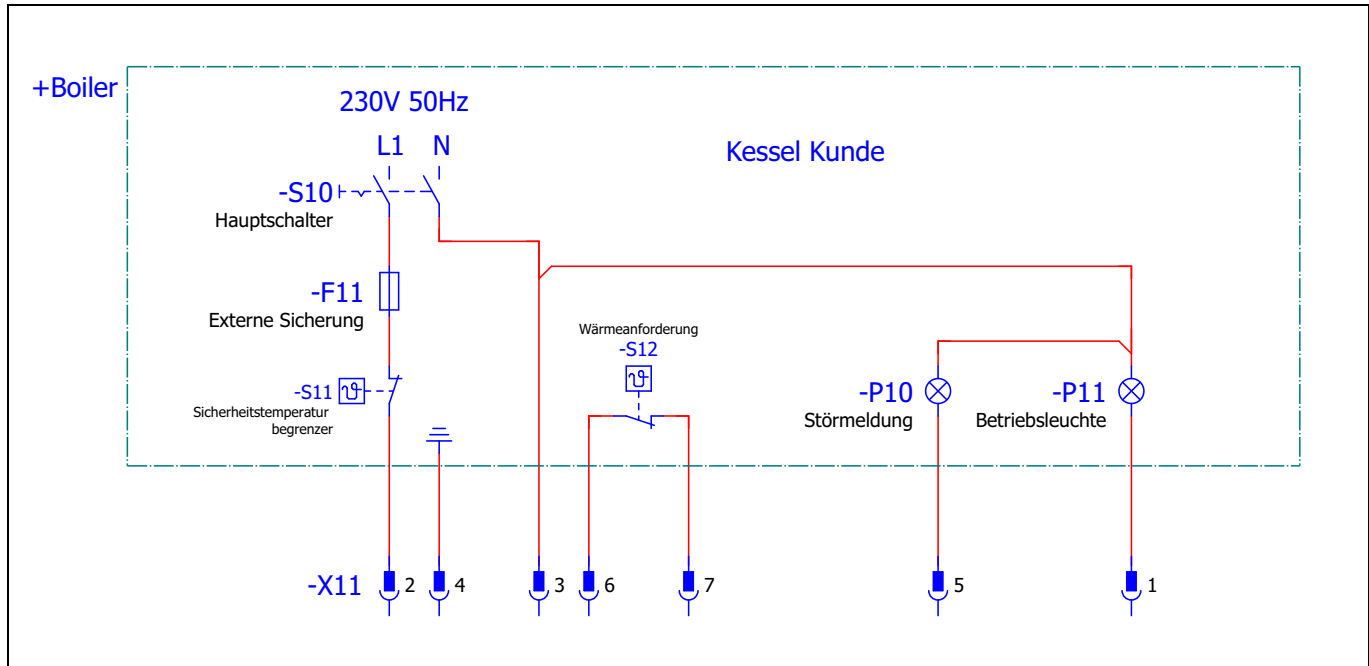 +Boiler
230V 50Hz
L1 N
Kessel Kunde
-S10
Hauptschalter
-F11
Externe Sicherung
Wärmeanforderung
-S12
-S11
Sicherheitstemperatur
begrenzer
-P10
Störmeldung
-P11
Betriebsleuchte
-X11 2 4 3 6 7 5 1